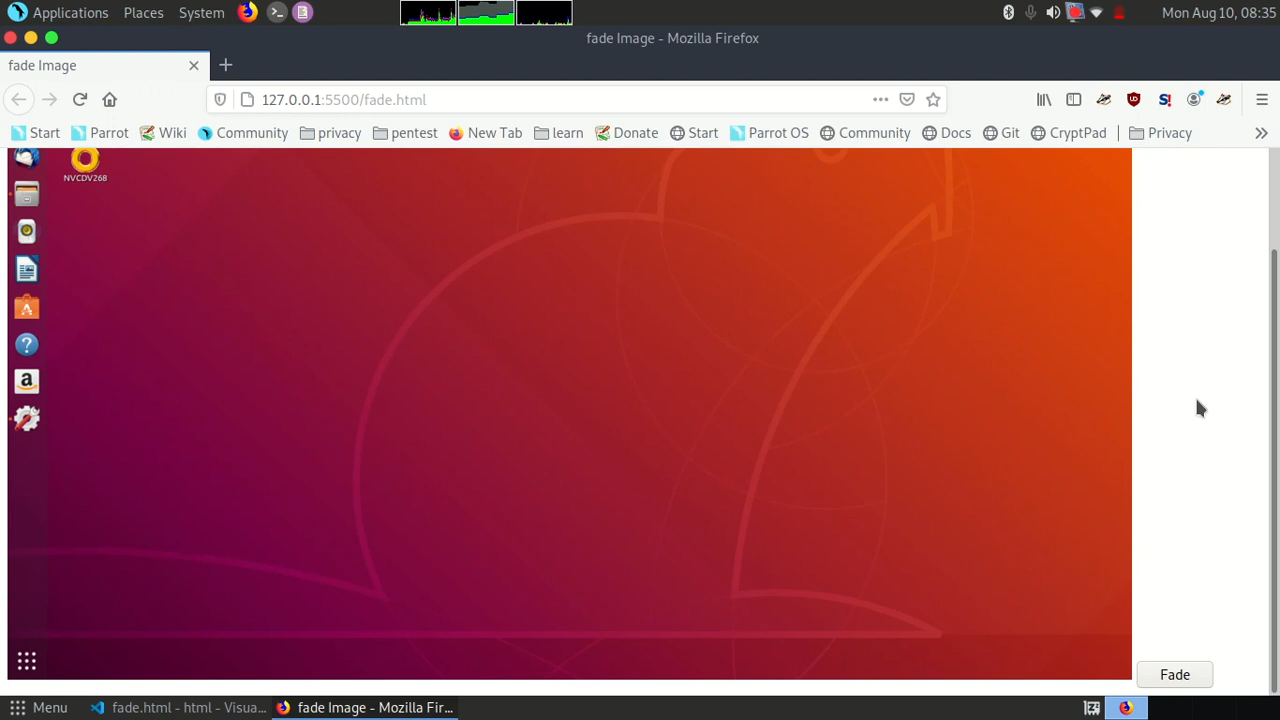 Applications Places System Mon Aug 10, 08:35
fade Image - Mozilla Firefox
fade Image
127.0.0.1:5500/fade.html
Start Parrot Wiki Community privacy pentest New Tab learn Donate Start Parrot OS Community Docs Git CryptPad Privacy
NVCDV268
Fade
Menu fade.html - html - Visua... fade Image - Mozilla Fir...